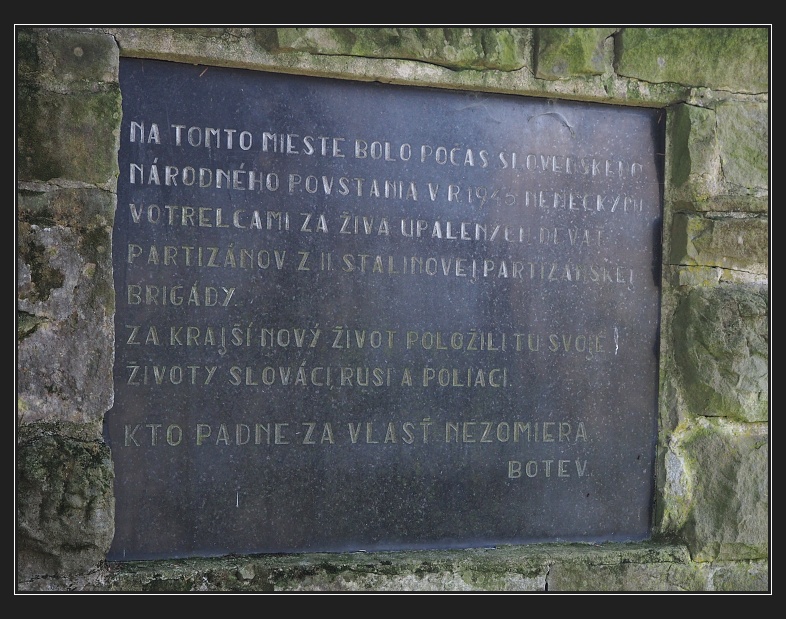 NA TOMTO MIESTE BOLO POČAS SLOVENSKÉHO
NÁRODNÉHO POVSTANIA V R. 1945 NEMECKÝMI
VOTRELCAMI ZA ŽIVA UPÁLENÝCH DEVÄŤ
PARTIZÁNOV Z II. STALINOVEJ PARTIZÁNSKEJ
BRIGÁDY.
ZA KRAJŠÍ NOVÝ ŽIVOT POLOŽILI TU SVOJE
ŽIVOTY SLOVÁCI, RUSI A POLIACI.
KTO PADNE ZA VLASŤ NEZOMIERA.
BOTEV.